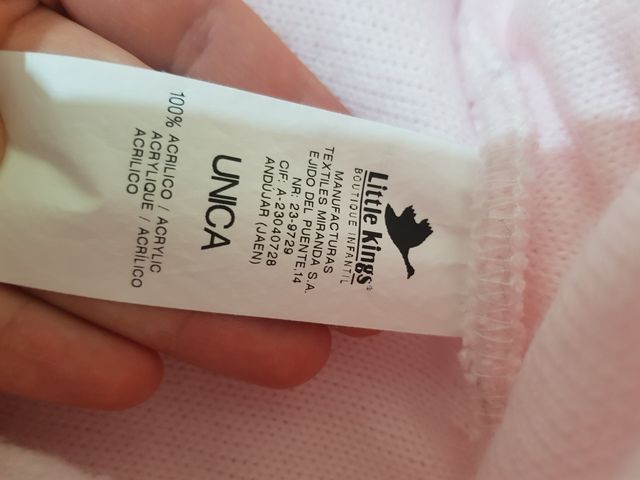 Little kings®
BOUTIQUE INFANTIL
MANUFACTURAS
TEXTILES MIRANDA S.A.
EJIDO DEL PUENTE, 14
NR: 23-9729
CIF: A-23040728
ANDÚJAR (JAEN)
UNICA
100% ACRILICO / ACRYLIC
ACRYLIQUE / ACRÍLICO
ACRILICO